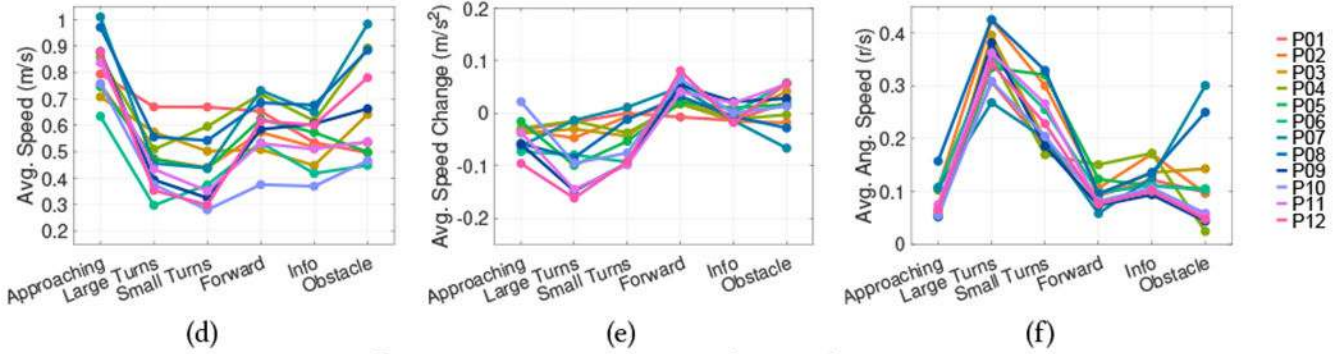 Avg. Speed (m/s)
1
0.9
0.8
0.7
0.6
0.5
0.4
0.3
0.2
Approaching
Large Turns
Small Turns
Forward
Info
Obstacle
(d)
Avg. Speed Change (m/s²)
0.2
0.1
0
-0.1
-0.2
Approaching
Large Turns
Small Turns
Forward
Info
Obstacle
(e)
Avg. Ang. Speed (r/s)
0.4
0.3
0.2
0.1
0
Approaching
Large Turns
Small Turns
Forward
Info
Obstacle
(f)
P01
P02
P03
P04
P05
P06
P07
P08
P09
P10
P11
P12